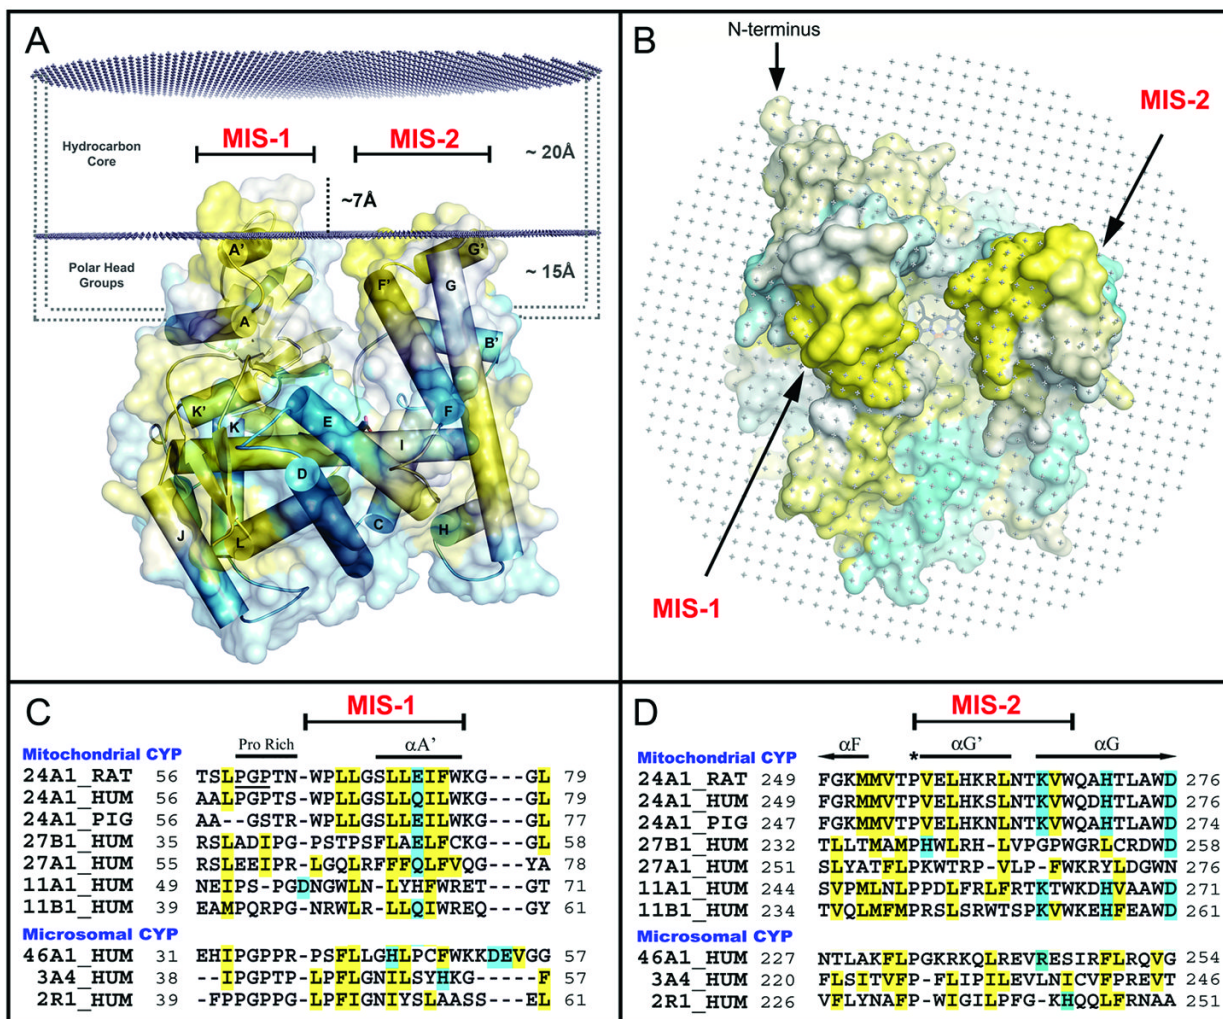 A
MIS-1
MIS-2
Hydrocarbon
Core
~ 20Å
~7Å
Polar Head
Groups
~ 15Å
A'
G'
F'
G
A
B'
K'
K
E
F
I
D
J
L
C
H
B
N-terminus
MIS-2
MIS-1
C
MIS-1
Pro Rich
αA'
Mitochondrial CYP
24A1_RAT 56 TSLPGPTN-WPLLGSLLEIFWKG---GL 79
24A1_HUM 56 AALPGPTS-WPLLGSLLQILWKG---GL 79
24A1_PIG 56 AA--GSTR-WPLLGSLLEILWKG---GL 77
27B1_HUM 33 RSLADIPG-PSTPSFLAELFCKG---GL 58
27A1_HUM 55 RSLEEIPR-LGQLRFFFQLFVQG---YA 78
11A1_HUM 49 NEIPS-PGDNGWLN-LYHFWRET---GT 71
11B1_HUM 39 EAMPQRPGNRWLR-LLQIWREQ---GY 61
Microsomal CYP
46A1_HUM 31 EHIPGPPR-PSFLLGHLPCFWKKDEVGG 57
3A4_HUM 38 --IPGPTP-LPFLGNILSYHKG-----F 57
2R1_HUM 39 -FPPGPPG-LPFIGNIYSLAASS---EL 61
D
MIS-2
αF
*
αG'
αG
Mitochondrial CYP
24A1_RAT 249 FGKMMVTPVELHKRLNTKVWQAHTLAWD 276
24A1_HUM 249 FGRMMVTPVELHKSLNTKVWQDHTLAWD 276
24A1_PIG 247 FGKMMVTPVELHKNLNTKVWQAHTLAWD 274
27B1_HUM 232 TLLTMAMPHWLRH-LVPGPWGRLCRDWD 258
27A1_HUM 251 SLYATFLPKWTRP-VLP-FWKRYLDGWN 276
11A1_HUM 244 SVPMLNLPPDLFRLFRTKTWKDHVAAWD 271
11B1_HUM 234 TVQLMFMPRSLSRWTSPKVWKEHFEAWD 261
Microsomal CYP
46A1_HUM 227 NTLAKFLPGKRKQLREVRESIRFLRQVG 254
3A4_HUM 220 FLSITVFP-FLIPILEVLNICVFPREVT 246
2R1_HUM 226 VFLYNAFP-WIGILPFG-KHQQLFRNAA 251